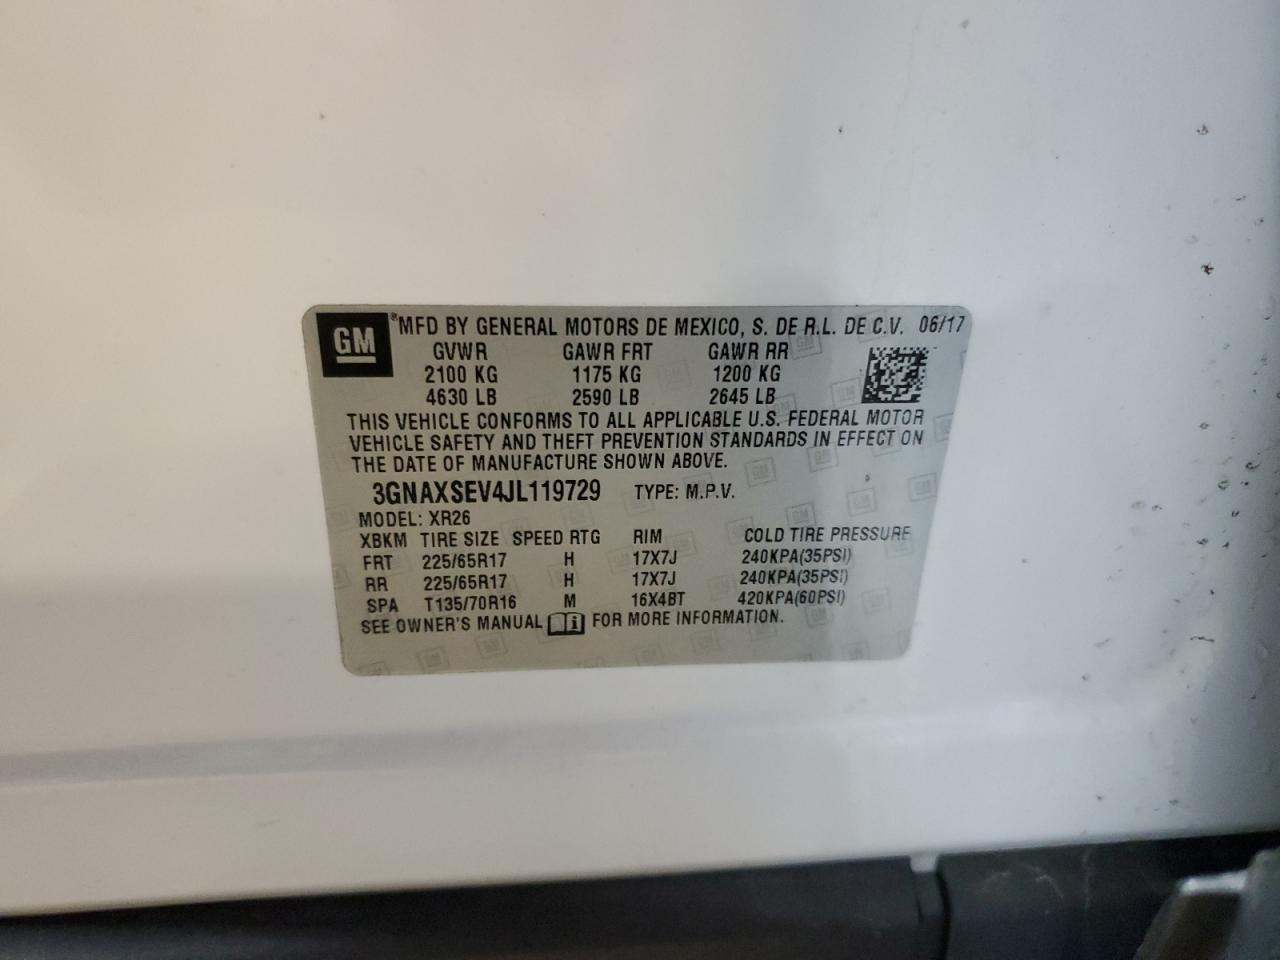 GM ® MFD BY GENERAL MOTORS DE MEXICO, S. DE R.L. DE C.V. 06/17
GVWR GAWR FRT GAWR RR
2100 KG 1175 KG 1200 KG
4630 LB 2590 LB 2645 LB
THIS VEHICLE CONFORMS TO ALL APPLICABLE U.S. FEDERAL MOTOR
VEHICLE SAFETY AND THEFT PREVENTION STANDARDS IN EFFECT ON
THE DATE OF MANUFACTURE SHOWN ABOVE.
3GNAXSEV4JL119729 TYPE: M.P.V.
MODEL: XR26
XBKM TIRE SIZE SPEED RTG RIM COLD TIRE PRESSURE
FRT 225/65R17 H 17X7J 240KPA(35PSI)
RR 225/65R17 H 17X7J 240KPA(35PSI)
SPA T135/70R16 M 16X4BT 420KPA(60PSI)
SEE OWNER'S MANUAL i FOR MORE INFORMATION.